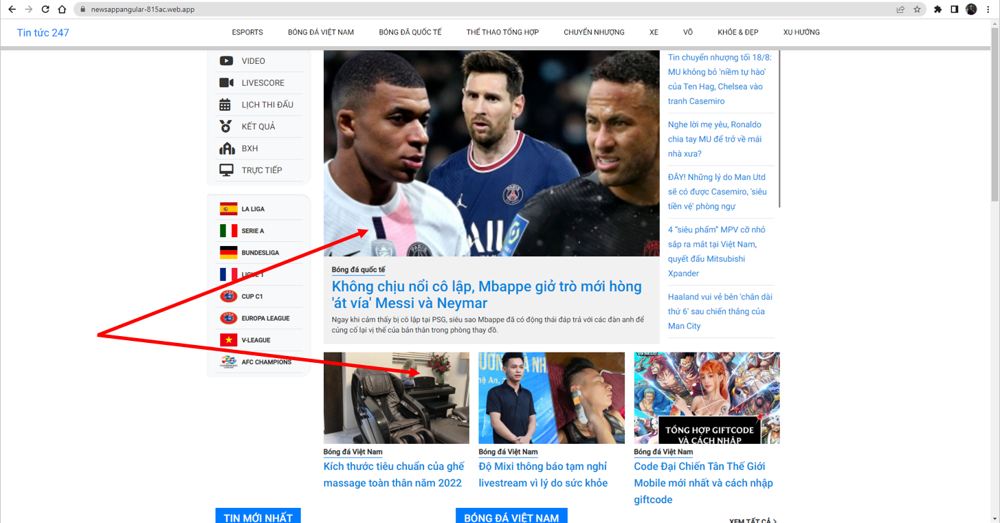 newsappangular-815ac.web.app
Tin tức 247
ESPORTS
BÓNG ĐÁ VIỆT NAM
BÓNG ĐÃ QUỐC TẾ
THỂ THAO TỔNG HỢP
CHUYỂN NHƯỢNG
XE
VÕ
KHỎE & ĐẸP
XU HƯỚNG
VIDEO
LIVESCORE
LỊCH THI ĐẤU
KẾT QUẢ
BXH
TRỰC TIẾP
LA LIGA
SERIE A
BUNDESLIGA
LIGUE 1
CUP C1
EUROPA LEAGUE
V-LEAGUE
AFC CHAMPIONS
Bóng đá quốc tế
Không chịu nổi cô lập, Mbappe giở trò mới hòng
'át vía' Messi và Neymar
Ngay khi cảm thấy bị cô lập tại PSG, siêu sao Mbappe đã có động thái đáp trả với các đàn anh để
củng cố lại vị thế của bản thân trong phòng thay đồ.
Tin chuyển nhượng tối 18/8:
MU không bỏ 'niềm tự hào'
của Ten Hag, Chelsea vào
tranh Casemiro
Nghe lời mẹ yêu, Ronaldo
chia tay MU để trở về mái
nhà xưa?
ĐÂY! Những lý do Man Utd
sẽ có được Casemiro, 'siêu
tiền vệ' phòng ngự
4 “siêu phẩm” MPV cỡ nhỏ
sắp ra mắt tại Việt Nam,
quyết đấu Mitsubishi
Xpander
Haaland vui vẻ bên 'chân dài
thứ 6' sau chiến thắng của
Man City
Bóng đá Việt Nam
Kích thước tiêu chuẩn của ghế
massage toàn thân năm 2022
Bóng đá Việt Nam
Độ Mixi thông báo tạm nghỉ
livestream vì lý do sức khỏe
TỔNG HỢP GIFTCODE
VÀ CÁCH NHẬP
Bóng đá Việt Nam
Code Đại Chiến Tân Thế Giới
Mobile mới nhất và cách nhập
giftcode
TIN MỚI NHẤT
BÓNG ĐÁ VIỆT NAM
XEM TẤT CẢ